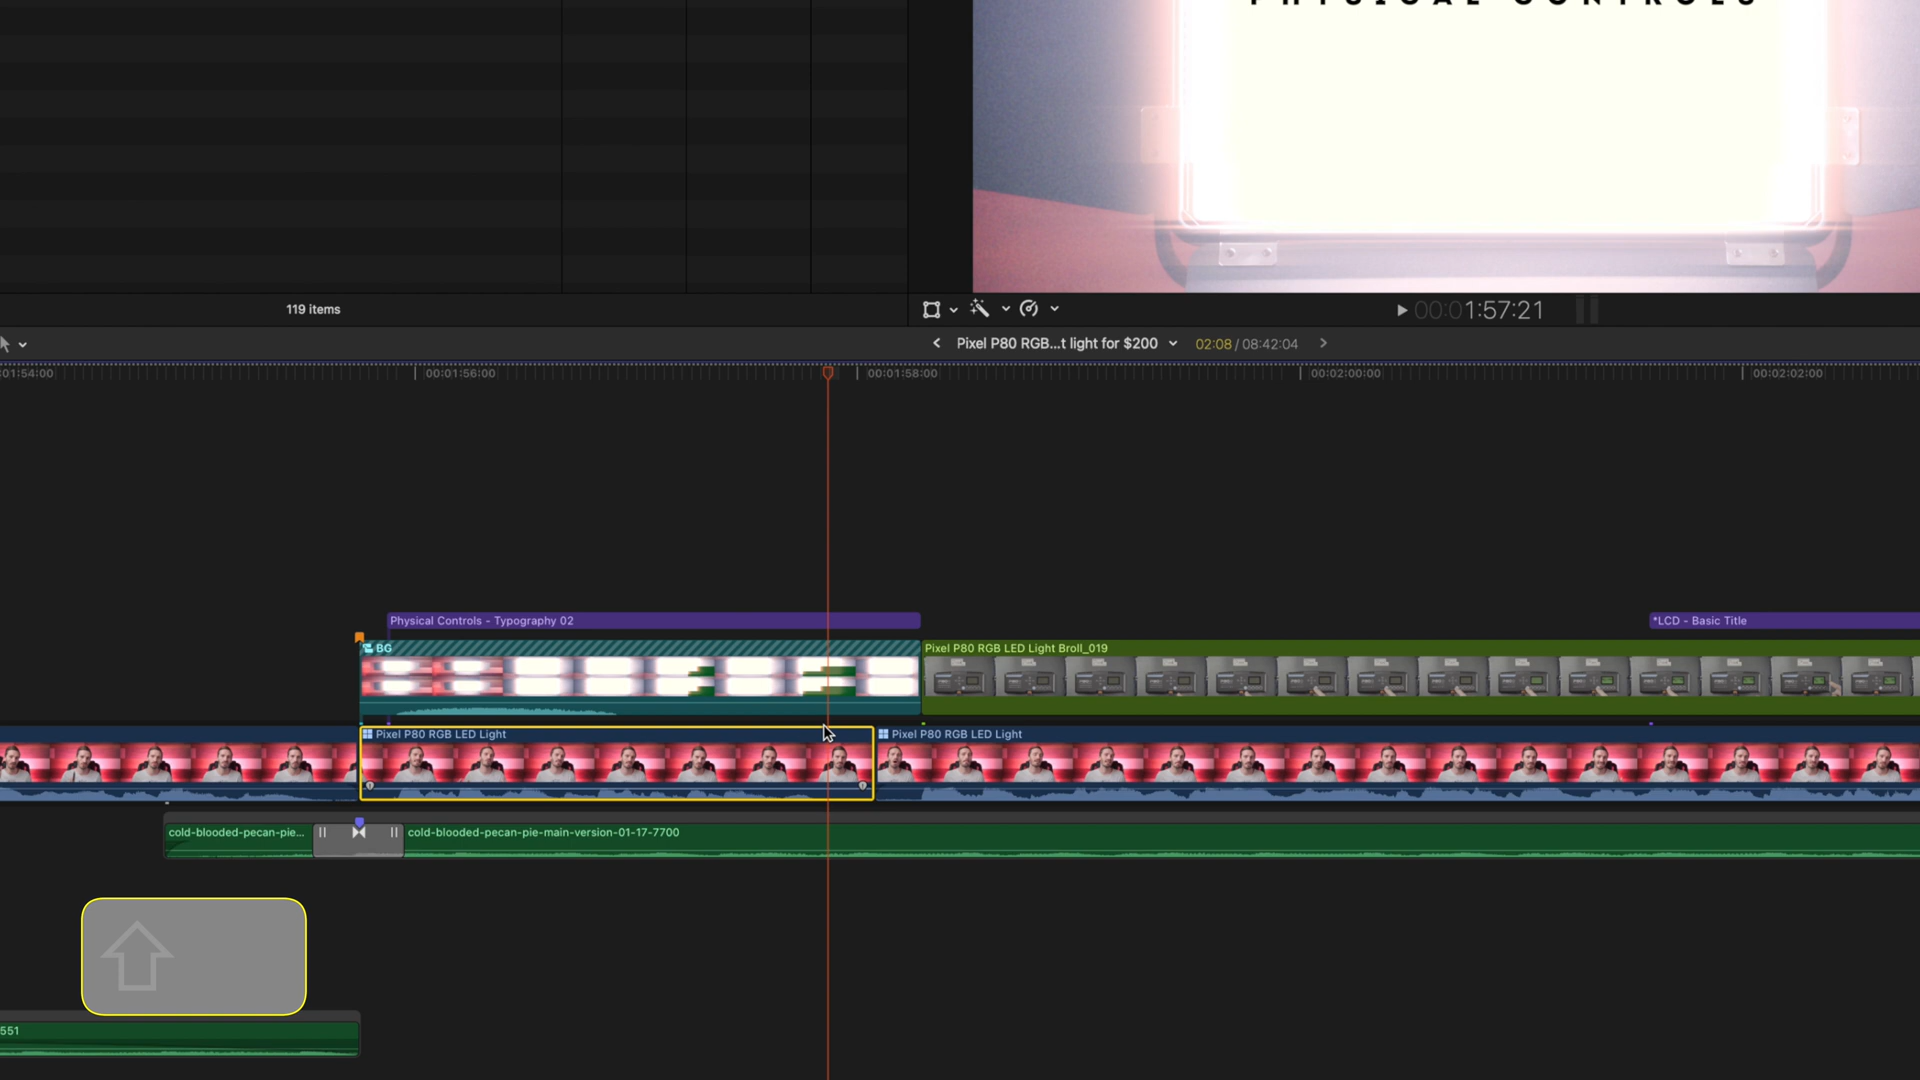 PHYSICAL CONTROLS
119 items
00:01:57:21
Pixel P80 RGB...t light for $200
02:08 / 08:42:04
:01:54:00
00:01:56:00
00:01:58:00
00:02:00:00
00:02:02:00
Physical Controls - Typography 02
*LCD - Basic Title
BG
Pixel P80 RGB LED Light Broll_019
Pixel P80 RGB LED Light
Pixel P80 RGB LED Light
cold-blooded-pecan-pie...
cold-blooded-pecan-pie-main-version-01-17-7700
551